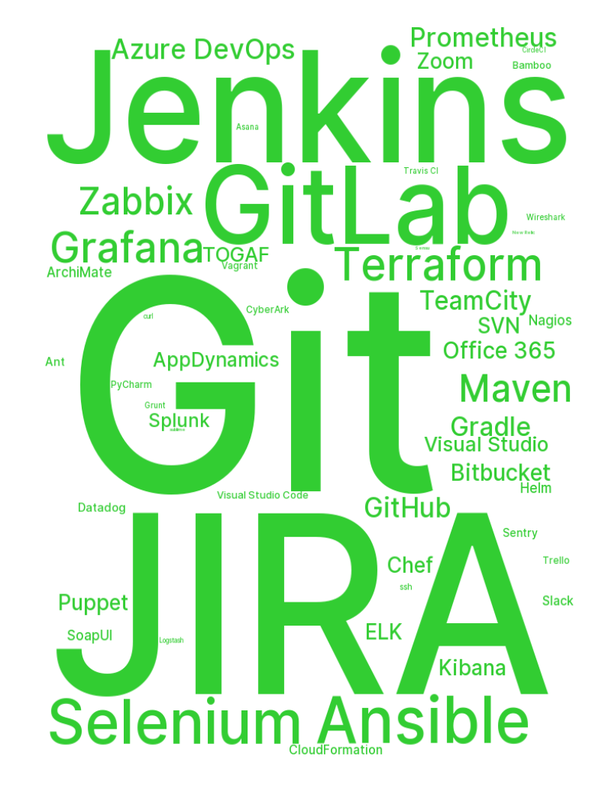 Prometheus
Azure DevOps
CircleCI
Zoom
Bamboo
Jenkins
Asana
Travis CI
GitLab
Zabbix
Wireshark
Grafana
TOGAF
Terraform
Vagrant
ArchiMate
Git
TeamCity
CyberArk
curl
Nagios
SVN
Office 365
AppDynamics
Ant
PyCharm
Maven
Grunt
Splunk
Gradle
Visual Studio
Bitbucket
Helm
Visual Studio Code
GitHub
Datadog
JIRA
Sentry
Trello
Chef
ssh
Slack
Puppet
ELK
SoapUI
Logstash
Kibana
Selenium
Ansible
CloudFormation